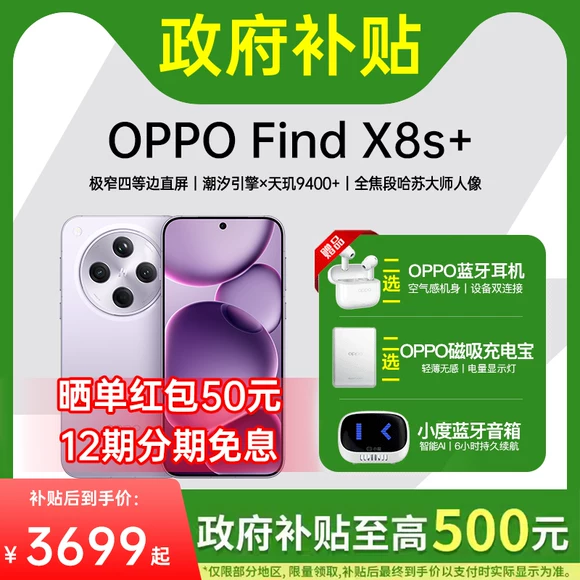 政府补贴
OPPO Find X8s+
极窄四等边直屏 | 潮汐引擎×天玑9400+ | 全焦段哈苏大师人像
赠品
二选一
OPPO蓝牙耳机
空气感机身 | 设备双连接
二选一
OPPO磁吸充电宝
轻薄无感 | 电量显示灯
小度蓝牙音箱
智能AI | 6小时持久续航
晒单红包50元
12期分期免息
补贴后到手价:
¥3699起
政府补贴至高500元
*仅限部分地区,限量领取,补贴后最终到手价以支付时实际显示为准。